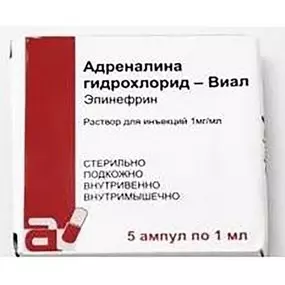 Адреналина
гидрохлорид – Виал
Эпинефрин
Раствор для инъекций 1мг/мл
СТЕРИЛЬНО
ПОДКОЖНО
ВНУТРИВЕННО
ВНУТРИМЫШЕЧНО
5 ампул по 1 мл